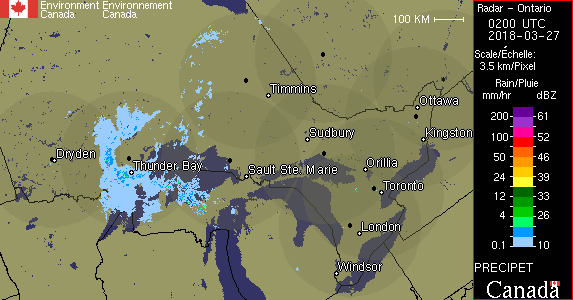 Environment Environnement
Canada Canada
100 KM
Timmins
Ottawa
Sudbury
Kingston
Dryden
Thunder Bay
Sault Ste. Marie
Orillia
Toronto
London
Windsor
Radar - Ontario
0200 UTC
2018-03-27
Scale/Échelle:
3.5 km/Pixel
Rain/Pluie
mm/hr dBZ
200 61
100 52
50 46
24 39
12 33
4 26
0.1 10
PRECIPET
Canada